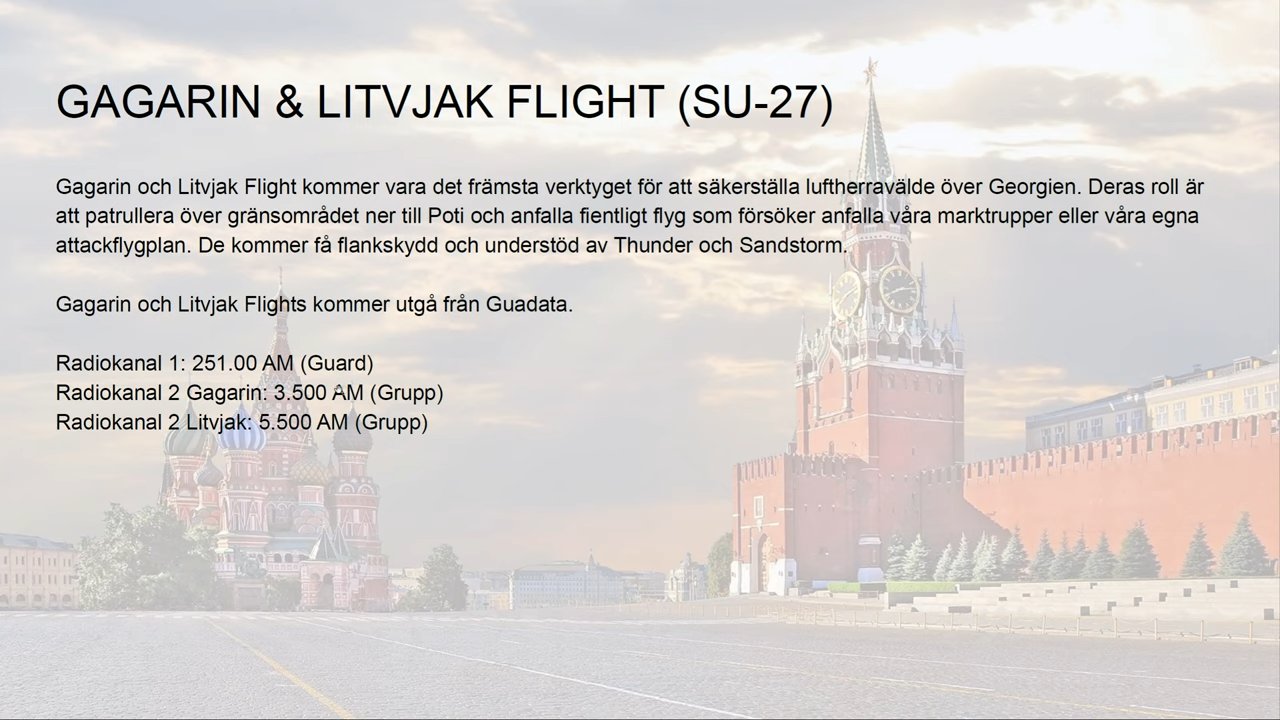 GAGARIN & LITVJAK FLIGHT (SU-27)
Gagarin och Litvjak Flight kommer vara det främsta verktyget för att säkerställa luftherravälde över Georgien. Deras roll är
att patrullera över gränsområdet ner till Poti och anfalla fientligt flyg som försöker anfalla våra marktrupper eller våra egna
attackflygplan. De kommer få flankskydd och understöd av Thunder och Sandstorm.
Gagarin och Litvjak Flights kommer utgå från Guadata.
Radiokanal 1: 251.00 AM (Guard)
Radiokanal 2 Gagarin: 3.500 AM (Grupp)
Radiokanal 2 Litvjak: 5.500 AM (Grupp)